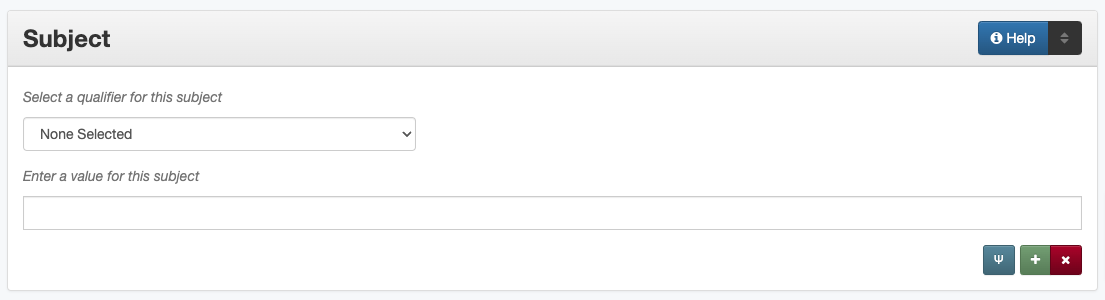 Subject
Help
Select a qualifier for this subject
None Selected
Enter a value for this subject
Ψ